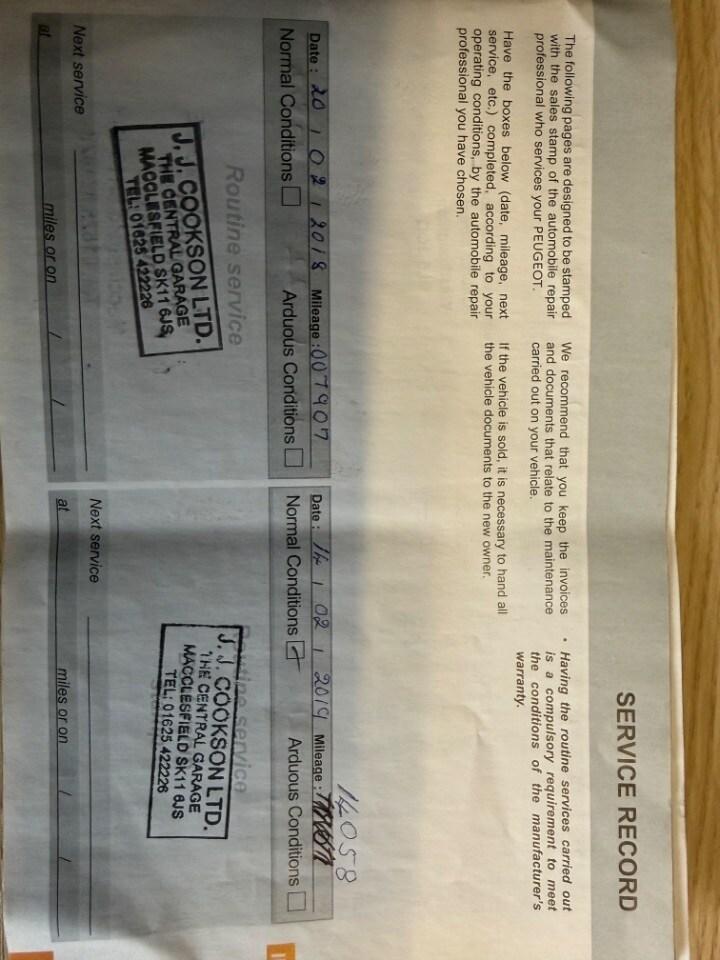 SERVICE RECORD
The following pages are designed to be stamped
with the sales stamp of the automobile repair
professional who services your PEUGEOT.
Have the boxes below (date, mileage, next
service, etc.) completed, according to your
operating conditions, by the automobile repair
professional you have chosen.
We recommend that you keep the invoices
and documents that relate to the maintenance
carried out on your vehicle.
If the vehicle is sold, it is necessary to hand all
the vehicle documents to the new owner.
• Having the routine services carried out
is a compulsory requirement to meet
the conditions of the manufacturer's
warranty.
Date : 20 / 02 / 2018 Mileage : 007907
Normal Conditions Arduous Conditions
Routine service
J. J. COOKSON LTD.
THE CENTRAL GARAGE
MACCLESFIELD SK11 6JS
TEL: 01625 422226
Next service
at miles or on / /
14058
Date : 14 / 02 / 2019 Mileage :
Normal Conditions Arduous Conditions
Routine service
J. J. COOKSON LTD.
THE CENTRAL GARAGE
MACCLESFIELD SK11 6JS
TEL: 01625 422226
Next service
at miles or on / /